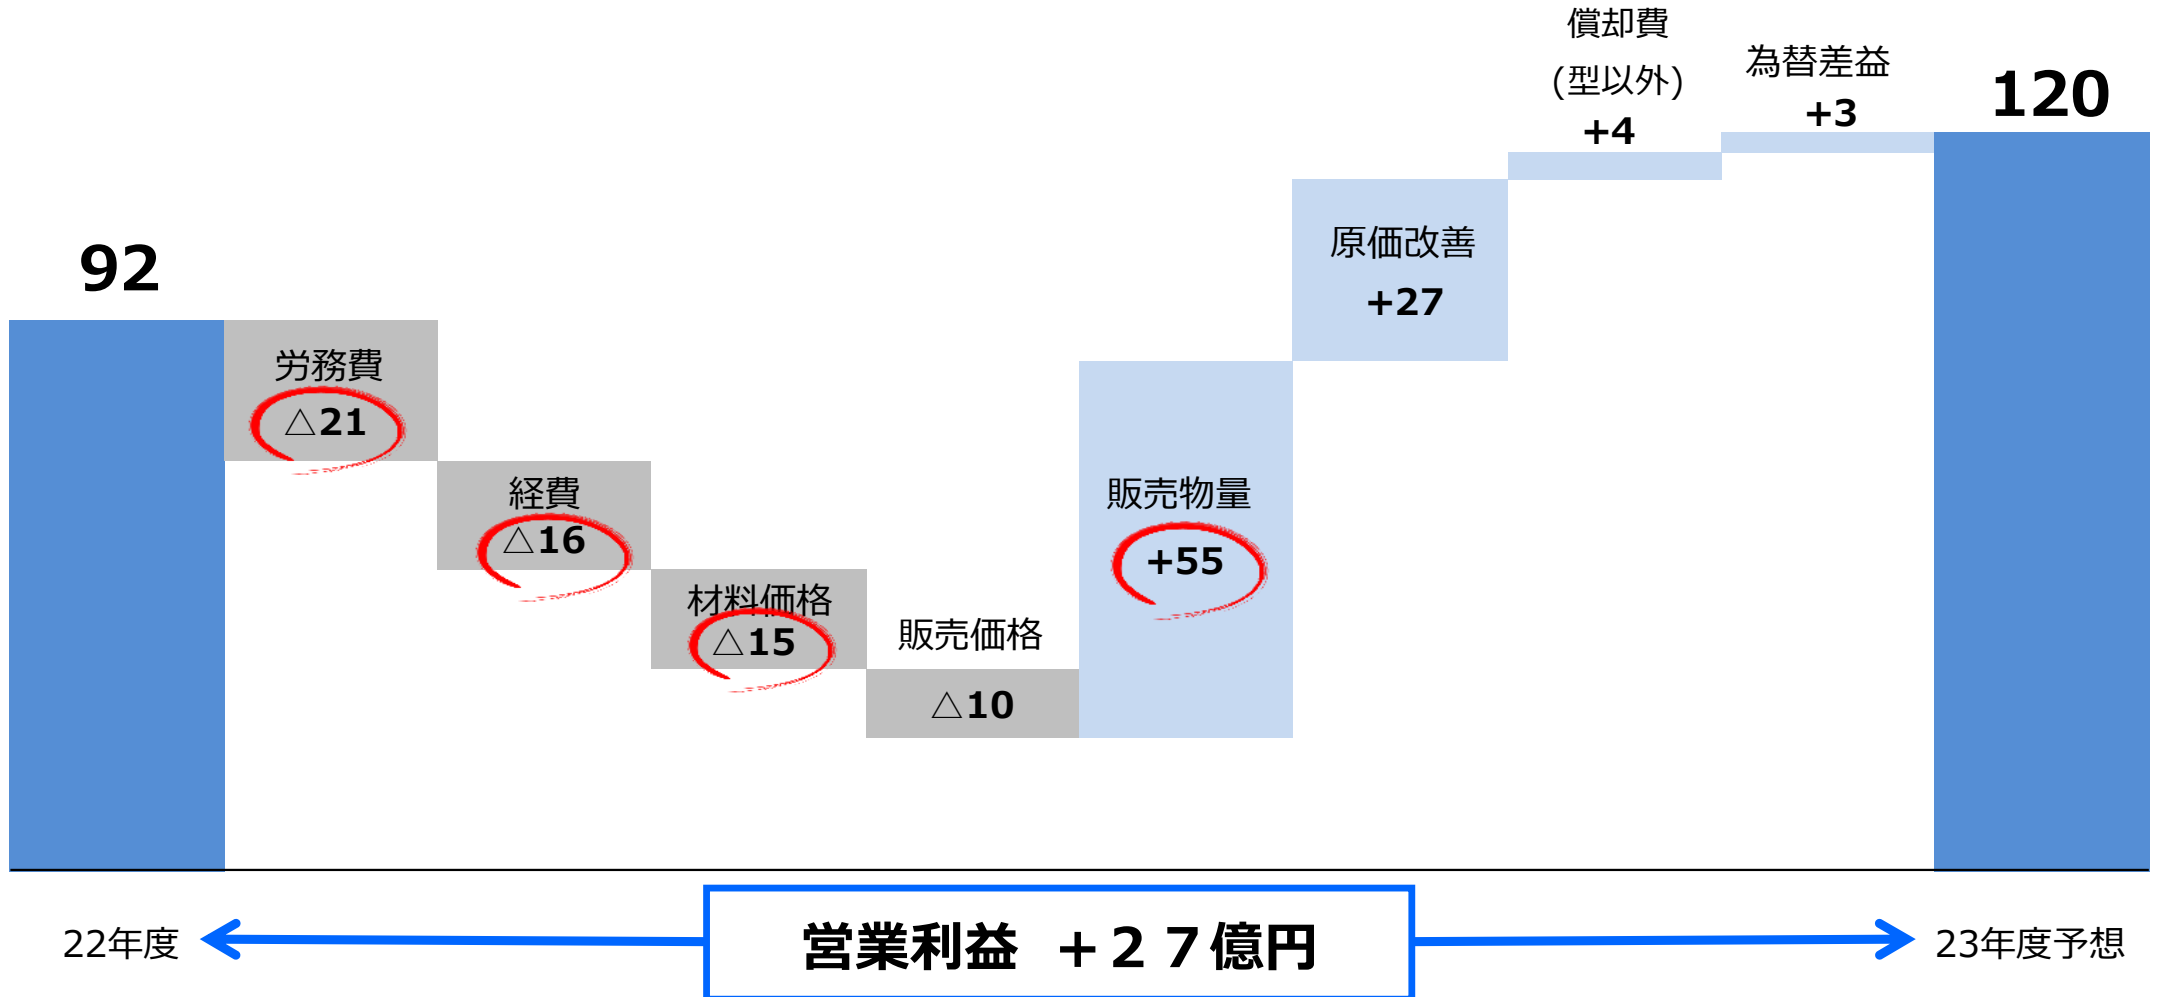 92
労務費
△21
経費
△16
材料価格
△15
販売価格
△10
販売物量
+55
原価改善
+27
償却費
(型以外)
+4
為替差益
+3
120
22年度
営業利益 +27億円
23年度予想